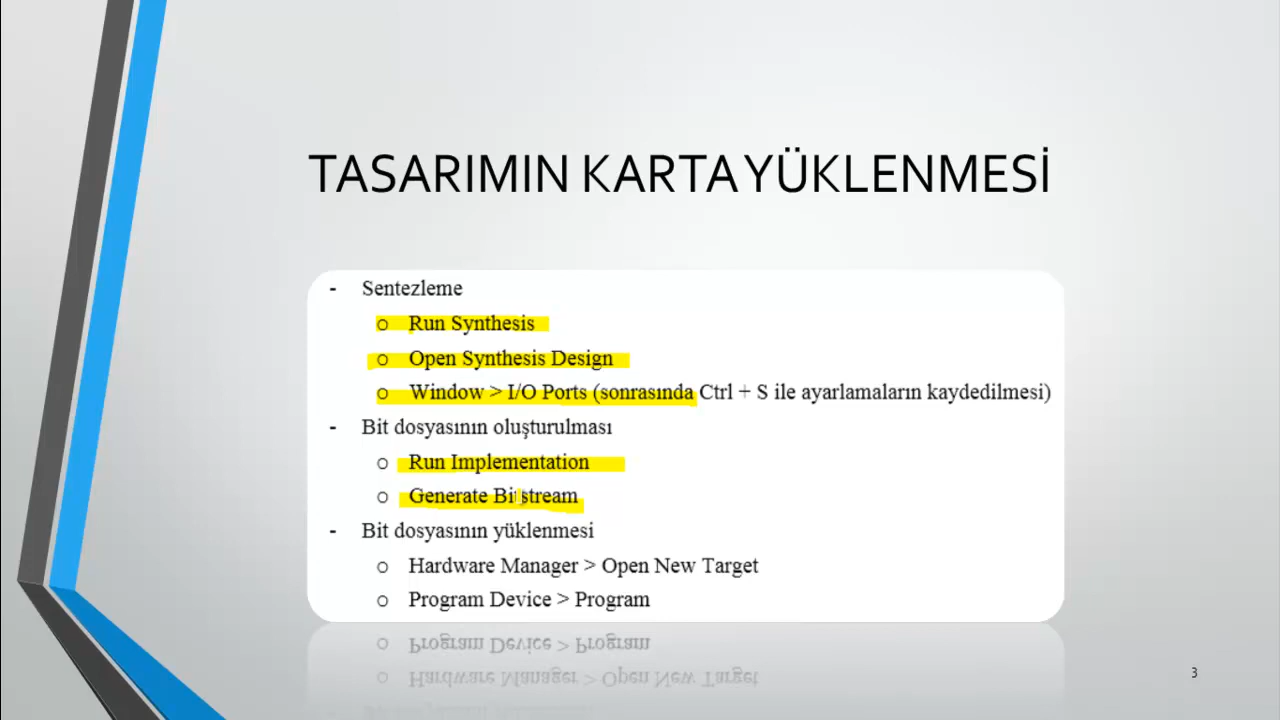 TASARIMIN KARTA YÜKLENMESİ
- Sentezleme
o Run Synthesis
o Open Synthesis Design
o Window > I/O Ports (sonrasında Ctrl + S ile ayarlamaların kaydedilmesi)
- Bit dosyasının oluşturulması
o Run Implementation
o Generate Bitstream
- Bit dosyasının yüklenmesi
o Hardware Manager > Open New Target
o Program Device > Program
3